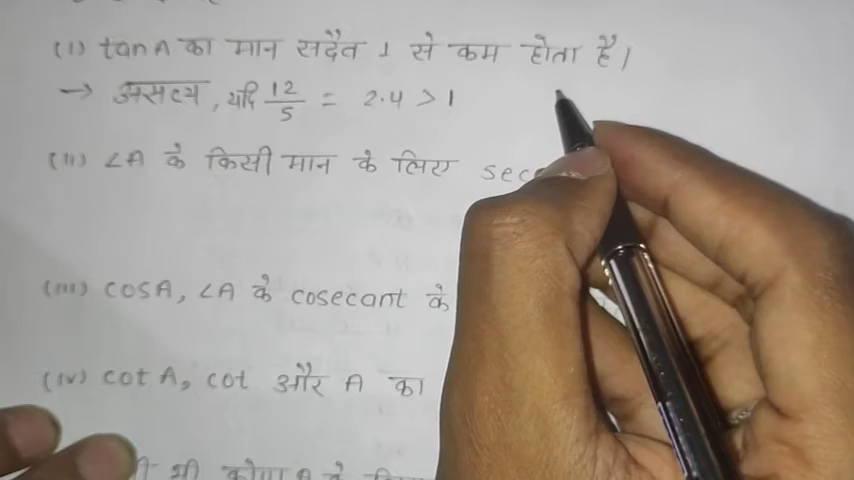 (i) tan A का मान सदैव 1 से कम होता है।
→ असत्य, यदि 12/5 = 2.4 > 1
(ii) ∠A के किसी मान के लिए sec
(iii) cosA, ∠A के cosecant के
(iv) cot A, cot और A का
भी कोण A के